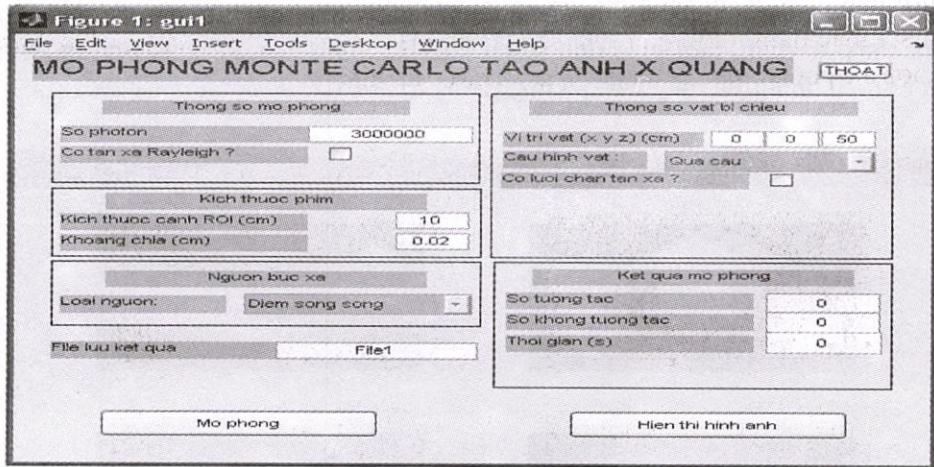 Figure 1: gui1
File Edit View Insert Tools Desktop Window Help
MO PHONG MONTE CARLO TAO ANH X QUANG
THOAT
Thong so mo phong
So photon 3000000
Co tan xa Rayleigh ?
Kich thuoc phim
Kich thuoc canh ROI (cm) 10
Khoang chia (cm) 0.02
Nguon buc xa
Loai nguon: Diem song song
File luu ket qua File1
Mo phong
Thong so vat bi chieu
Vi tri vat (x y z) (cm) 0 0 50
Cau hinh vat : Qua cau
Co luoi chan tan xa ?
Ket qua mo phong
So tuong tac 0
So khong tuong tac 0
Thoi gian (s) 0
Hien thi hinh anh